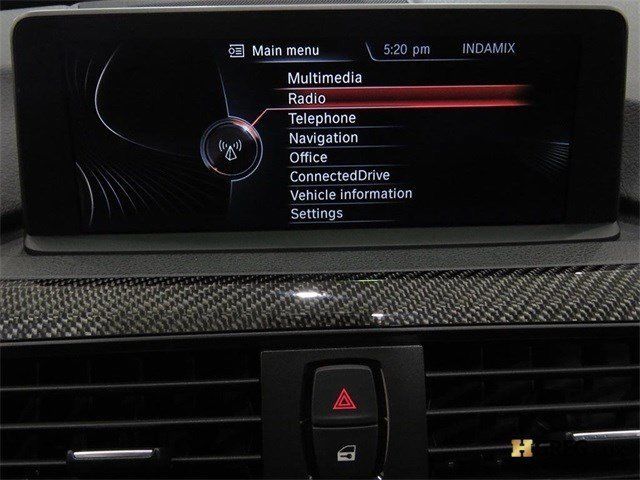 Main menu 5:20 pm INDAMIX
Multimedia
Radio
Telephone
Navigation
Office
ConnectedDrive
Vehicle information
Settings